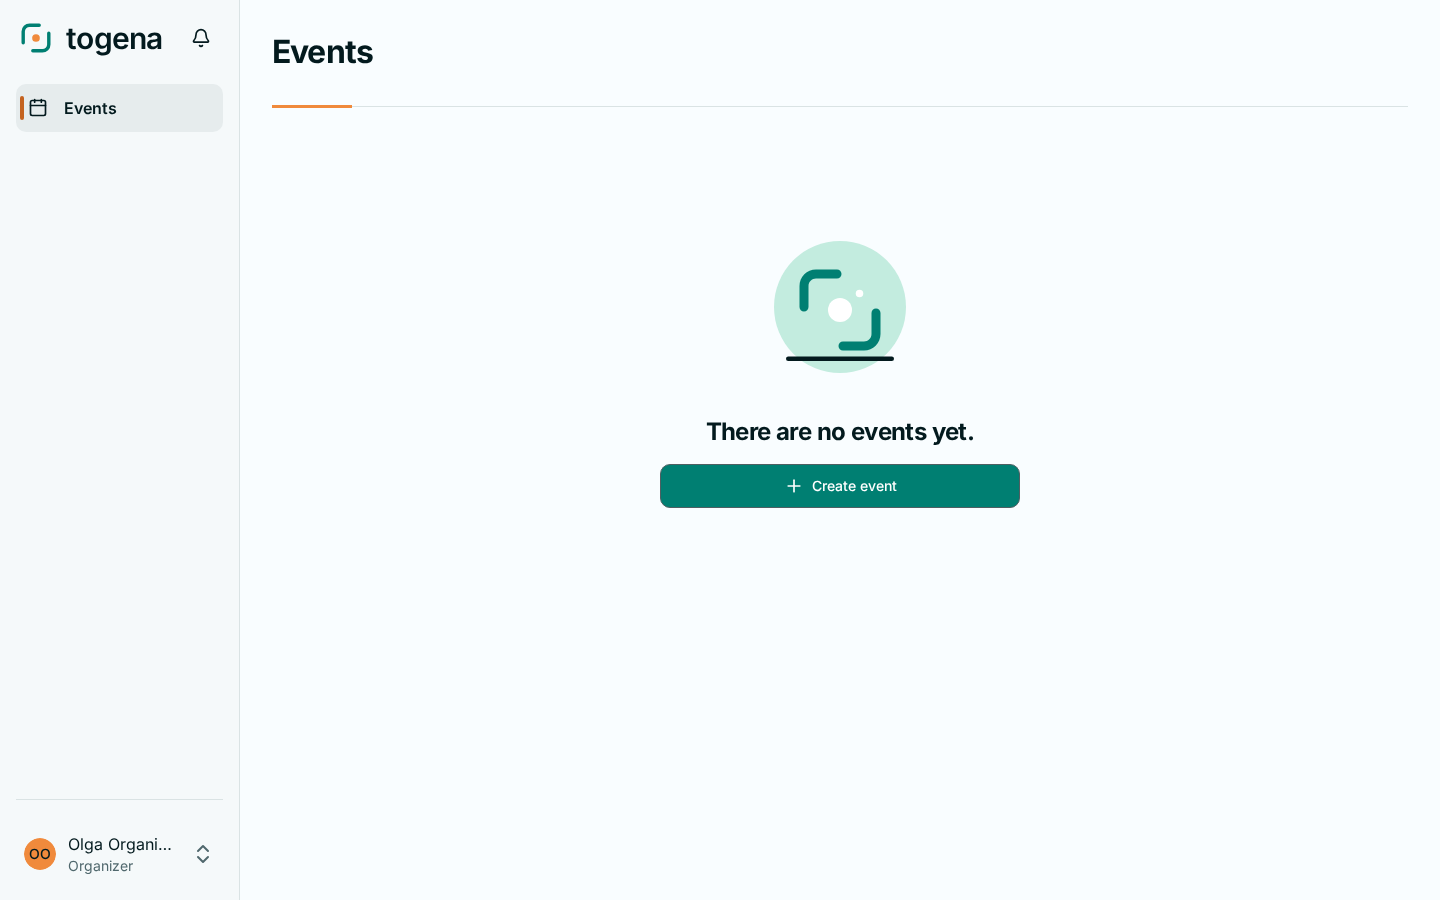 togena
Events
Events
There are no events yet.
Create event
OO
Olga Organi...
Organizer